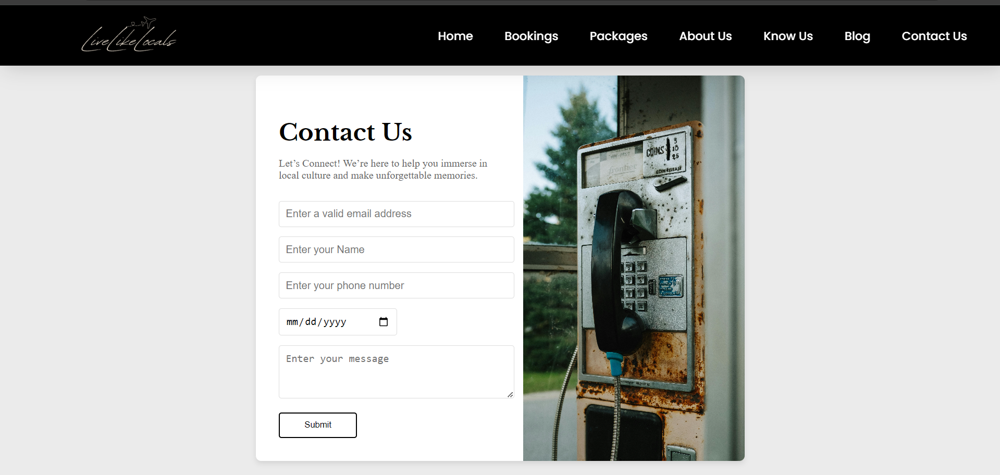 LiveLikeLocals
Home Bookings Packages About Us Know Us Blog Contact Us
Contact Us
Let’s Connect! We’re here to help you immerse in
local culture and make unforgettable memories.
Enter a valid email address
Enter your Name
Enter your phone number
mm/dd/yyyy
Enter your message
Submit
COINS 5
10
25
frontier
COIN RELEASE